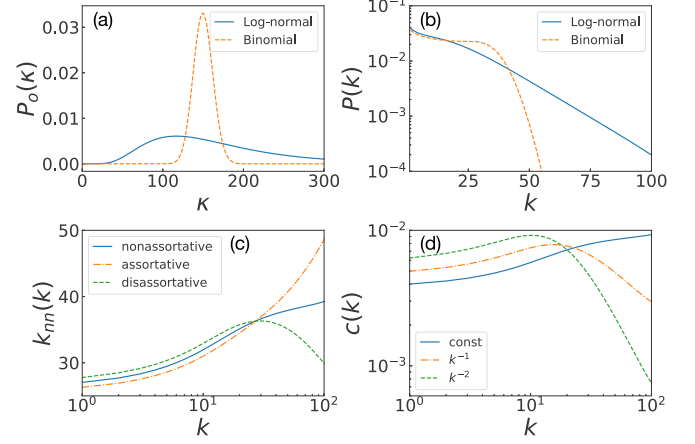 (a)
Log-normal
Binomial
P_o(κ)
0.03
0.02
0.01
0.00
0 100 200 300
κ
(b)
Log-normal
Binomial
P(k)
10^{-1}
10^{-2}
10^{-3}
10^{-4}
25 50 75 100
k
(c)
nonassortative
assortative
disassortative
k_{nn}(k)
50
40
30
10^0 10^1 10^2
k
(d)
const
k^{-1}
k^{-2}
c(k)
10^{-2}
10^{-3}
10^0 10^1 10^2
k